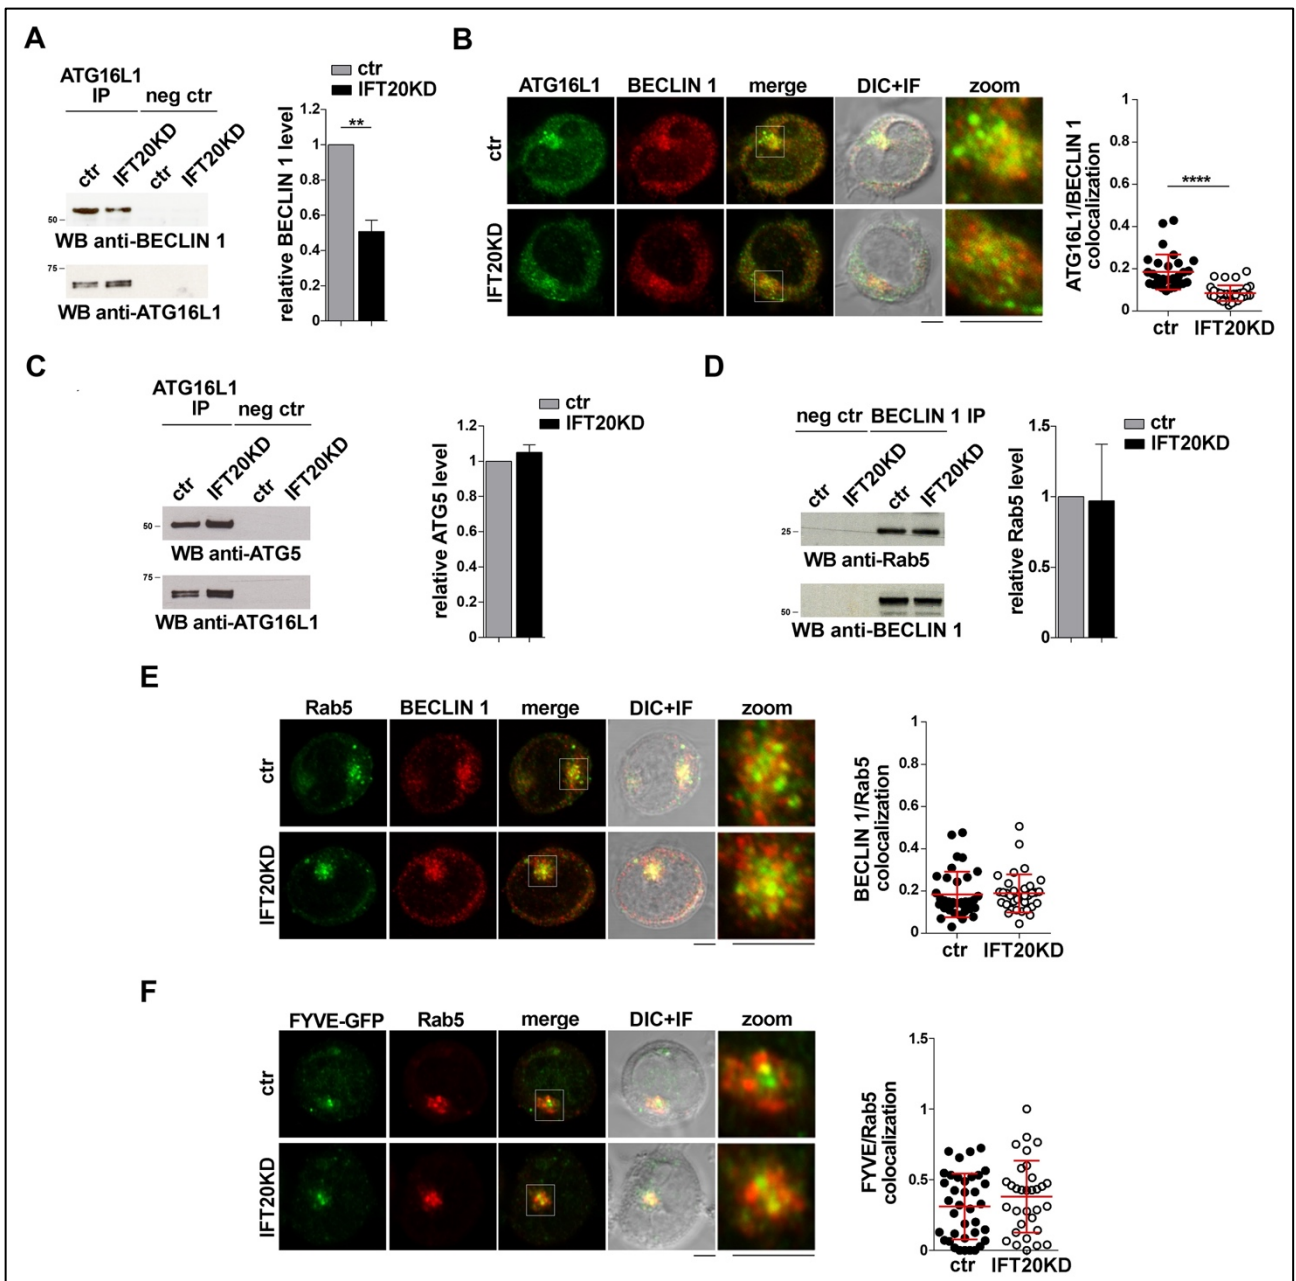 A
ATG16L1
IP
neg ctr
ctr
IFT20KD
ctr
IFT20KD
50
WB anti-BECLIN 1
75
WB anti-ATG16L1
ctr
IFT20KD
relative BECLIN 1 level
1.2
1
0.8
0.6
0.4
0.2
0
**
B
ATG16L1
BECLIN 1
merge
DIC+IF
zoom
ctr
IFT20KD
ATG16L1/BECLIN 1
colocalization
1
0.8
0.6
0.4
0.2
0
****
ctr
IFT20KD
C
ATG16L1
IP
neg ctr
ctr
IFT20KD
ctr
IFT20KD
50
WB anti-ATG5
75
WB anti-ATG16L1
ctr
IFT20KD
relative ATG5 level
1.2
1
0.8
0.6
0.4
0.2
0
D
neg ctr
BECLIN 1 IP
ctr
IFT20KD
ctr
IFT20KD
25
WB anti-Rab5
50
WB anti-BECLIN 1
ctr
IFT20KD
relative Rab5 level
1.5
1
0.5
0
E
Rab5
BECLIN 1
merge
DIC+IF
zoom
ctr
IFT20KD
BECLIN 1/Rab5
colocalization
1
0.8
0.6
0.4
0.2
0
ctr
IFT20KD
F
FYVE-GFP
Rab5
merge
DIC+IF
zoom
ctr
IFT20KD
FYVE/Rab5
colocalization
1.5
1
0.5
0
ctr
IFT20KD